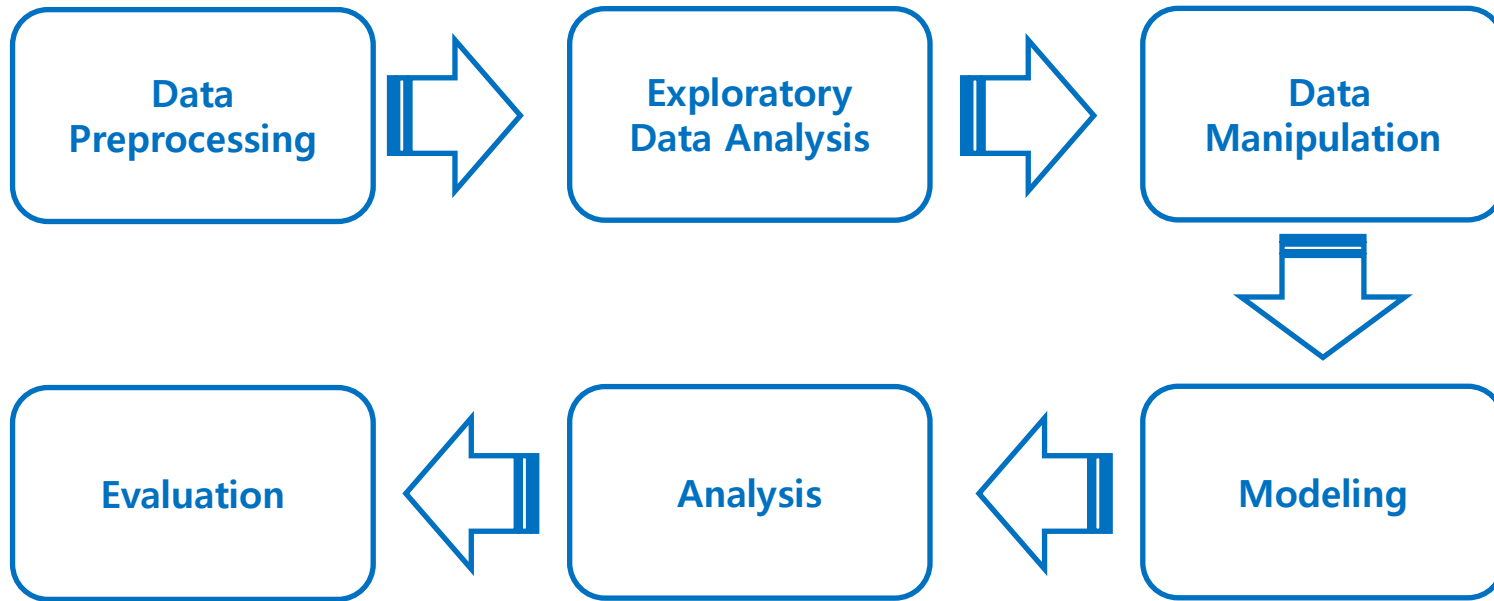 Data
Preprocessing
Exploratory
Data Analysis
Data
Manipulation
Modeling
Analysis
Evaluation